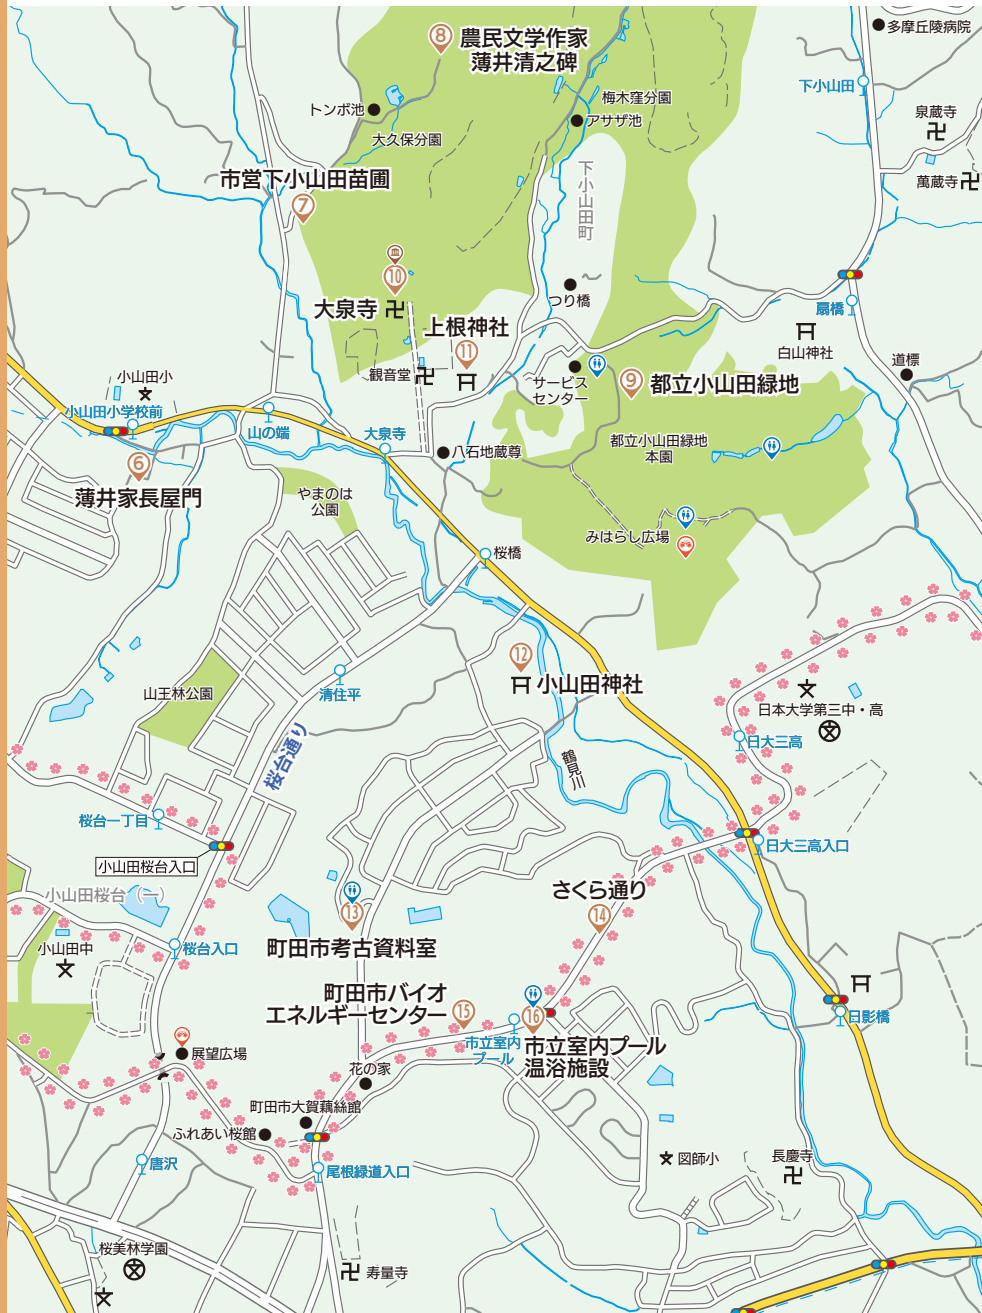 ⑧
農民文学作家
薄井清之碑
多摩丘陵病院
下小山田
梅木窪分園
トンボ池
アサザ池
泉蔵寺
大久保分園
市営下小山田苗圃
⑦
下小山田町
萬蔵寺
⑩
大泉寺
つり橋
扇橋
上根神社
⑪
白山神社
道標
観音堂
サービス
センター
⑨
都立小山田緑地
小山田小
小山田小学校前
山の端
大泉寺
八石地蔵尊
都立小山田緑地
本園
⑥
薄井家長屋門
やまのは
公園
みはらし広場
桜橋
⑫
小山田神社
山王林公園
清住平
日本大学第三中・高
桜台通り
鶴見川
日大三高
桜台一丁目
日大三高入口
小山田桜台入口
小山田桜台（一）
さくら通り
⑭
⑬
町田市考古資料室
小山田中
桜台入口
町田市バイオ
エネルギーセンター
⑮
⑯
市立室内
プール
市立室内プール
温浴施設
日影橋
展望広場
花の家
町田市大賀藕絲館
ふれあい桜館
唐沢
尾根緑道入口
図師小
長慶寺
桜美林学園
寿量寺